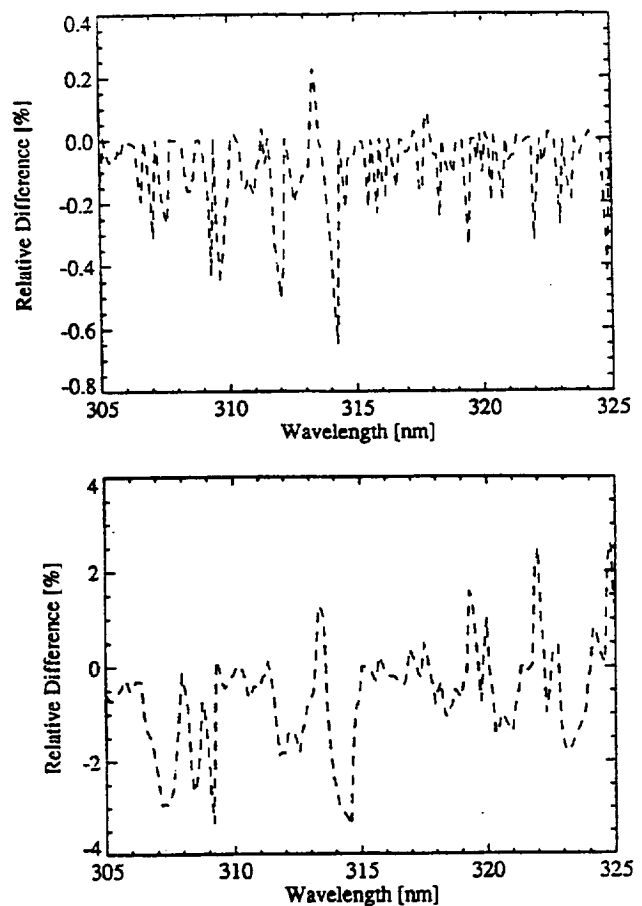 0.4
0.2
0.0
-0.2
-0.4
-0.6
-0.8
Relative Difference [%]
305 310 315 320 325
Wavelength [nm]
4
2
0
-2
-4
Relative Difference [%]
305 310 315 320 325
Wavelength [nm]